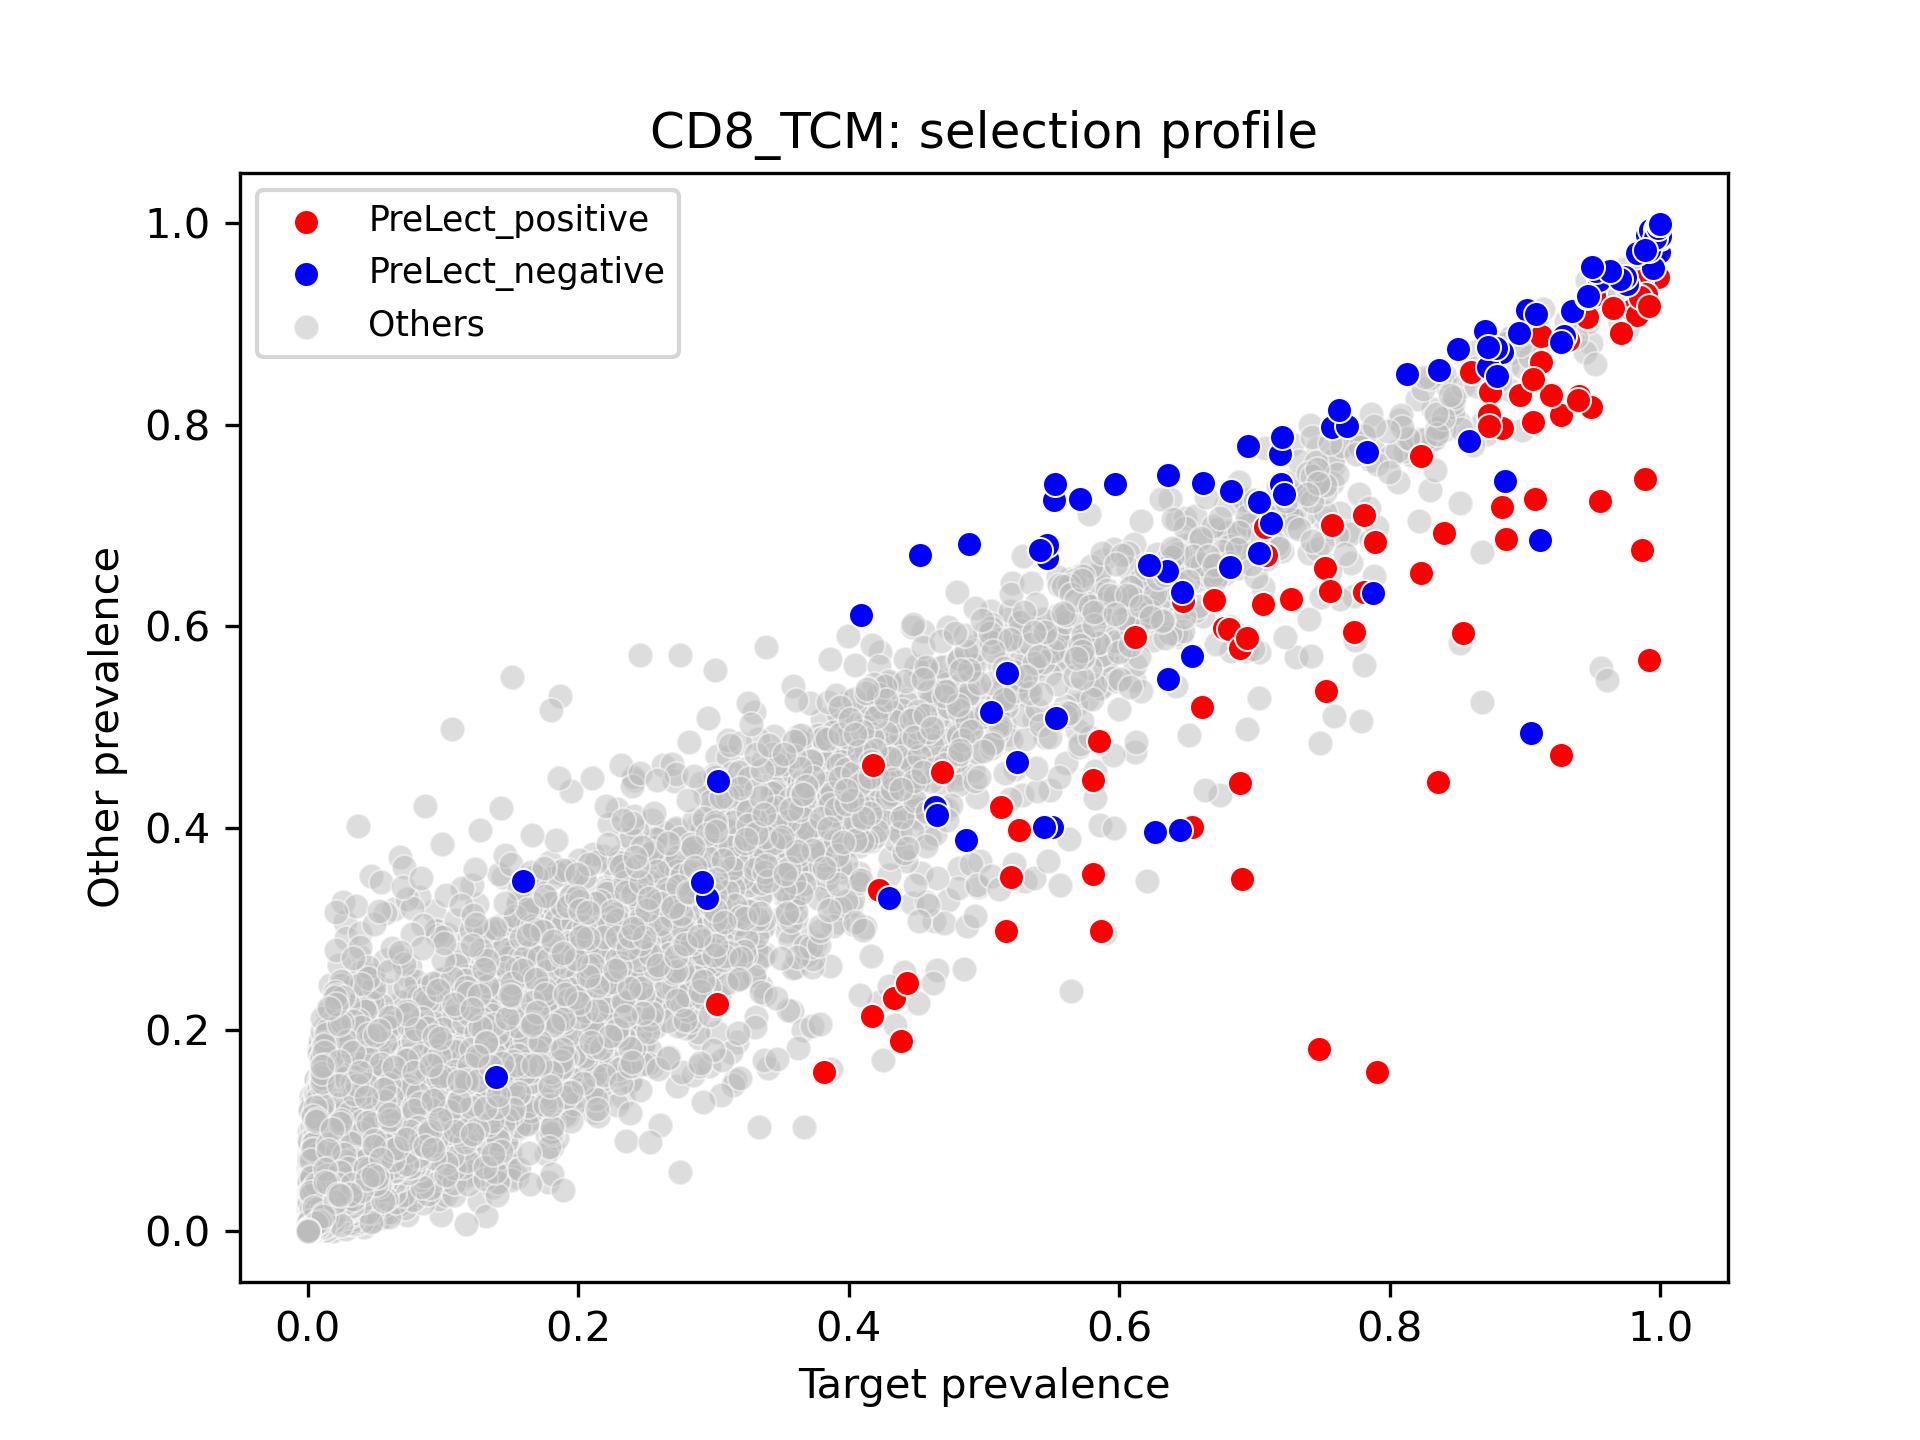 CD8_TCM: selection profile
PreLect_positive
PreLect_negative
Others
1.0
0.8
0.6
0.4
0.2
0.0
Other prevalence
0.0 0.2 0.4 0.6 0.8 1.0
Target prevalence